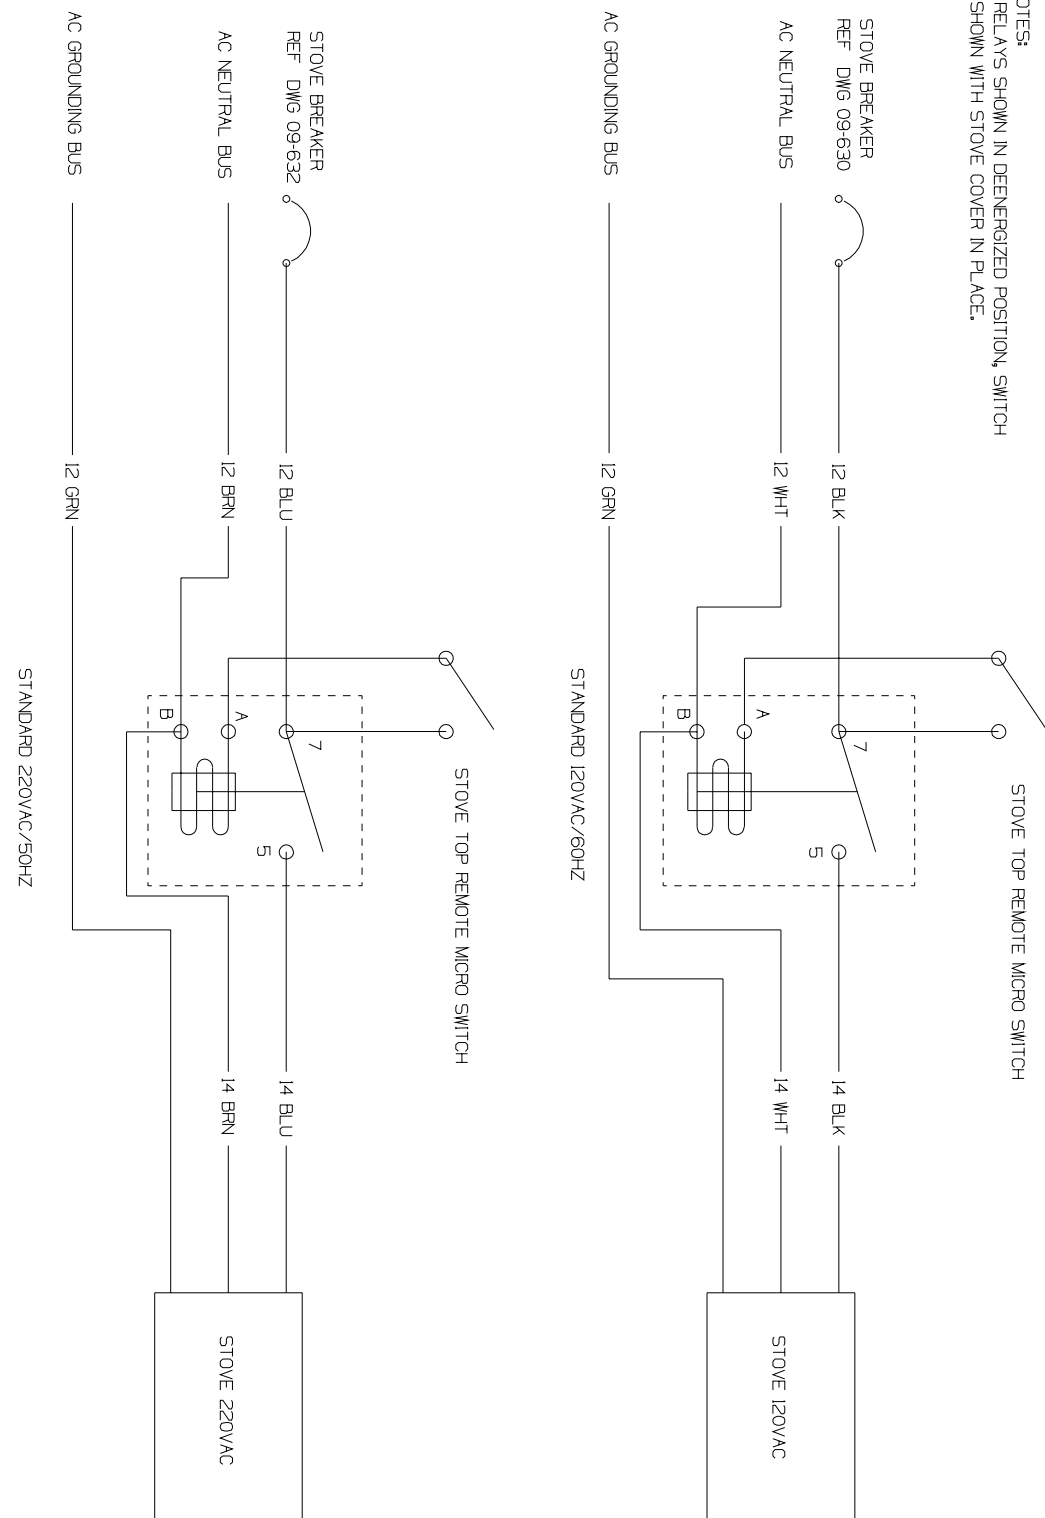 RELAYS SHOWN IN DEENERGIZED POSITION, SWITCH
SHOWN WITH STOVE COVER IN PLACE.
STOVE TOP REMOTE MICRO SWITCH
STOVE BREAKER
REF DWG 09-630
12 BLK
7
5
14 BLK
AC NEUTRAL BUS
12 WHT
A
14 WHT
STOVE 120VAC
B
AC GROUNDING BUS
12 GRN
STANDARD 120VAC/60HZ
STOVE TOP REMOTE MICRO SWITCH
STOVE BREAKER
REF DWG 09-632
12 BLU
7
5
14 BLU
AC NEUTRAL BUS
12 BRN
A
14 BRN
STOVE 220VAC
B
AC GROUNDING BUS
12 GRN
STANDARD 220VAC/50HZ